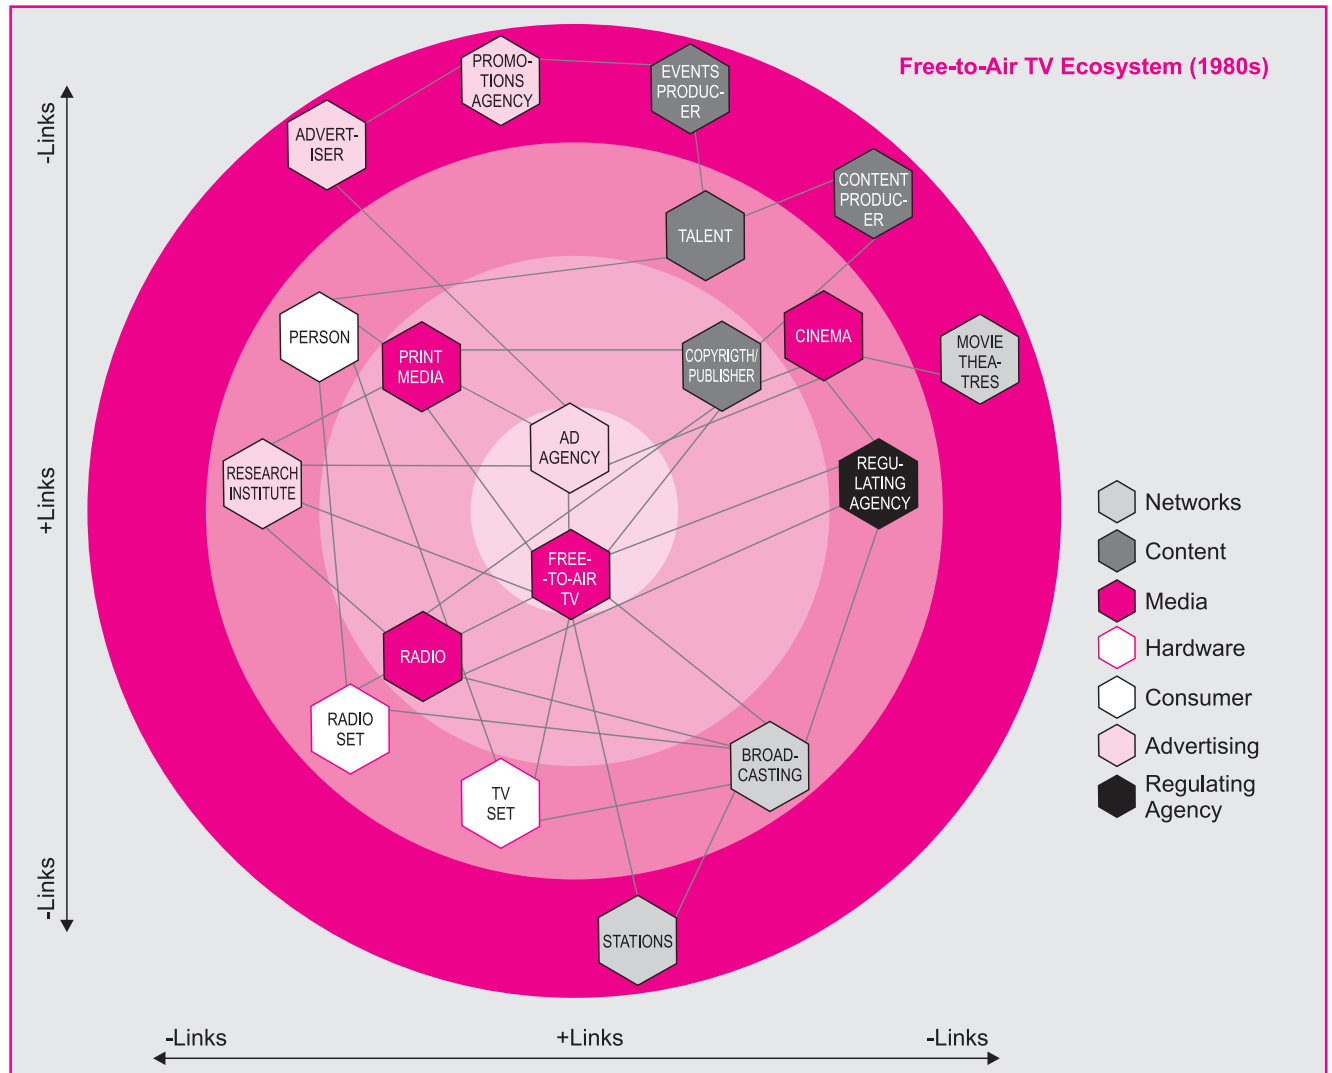 Free-to-Air TV Ecosystem (1980s)
-Links
+Links
-Links
PROMO-
TIONS
AGENCY
EVENTS
PRODUC-
ER
ADVERT-
ISER
CONTENT
PRODUC-
ER
TALENT
PERSON
PRINT
MEDIA
COPYRIGTH/
PUBLISHER
CINEMA
MOVIE
THEA-
TRES
AD
AGENCY
RESEARCH
INSTITUTE
REGU-
LATING
AGENCY
FREE-
-TO-AIR
TV
RADIO
RADIO
SET
TV
SET
BROAD-
CASTING
STATIONS
Networks
Content
Media
Hardware
Consumer
Advertising
Regulating
Agency
-Links
+Links
-Links